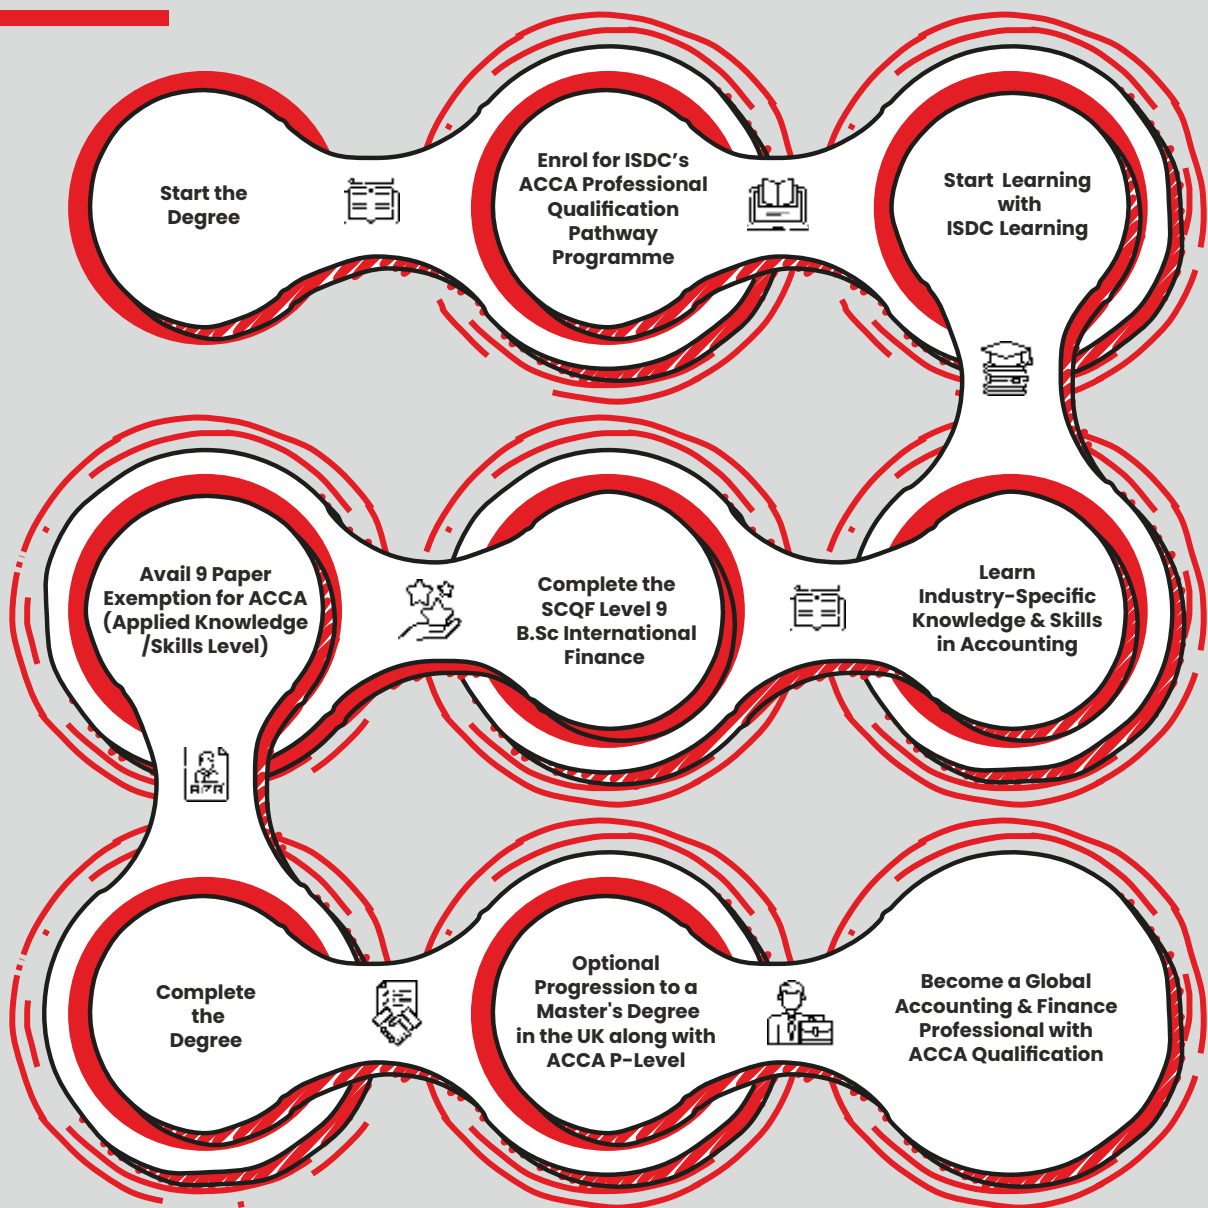 Start the
Degree
Enrol for ISDC's
ACCA Professional
Qualification
Pathway
Programme
Start Learning
with
ISDC Learning
Learn
Industry-Specific
Knowledge & Skills
in Accounting
Complete the
SCQF Level 9
B.Sc International
Finance
Avail 9 Paper
Exemption for ACCA
(Applied Knowledge
/Skills Level)
Complete
the
Degree
Optional
Progression to a
Master's Degree
in the UK along with
ACCA P-Level
Become a Global
Accounting & Finance
Professional with
ACCA Qualification